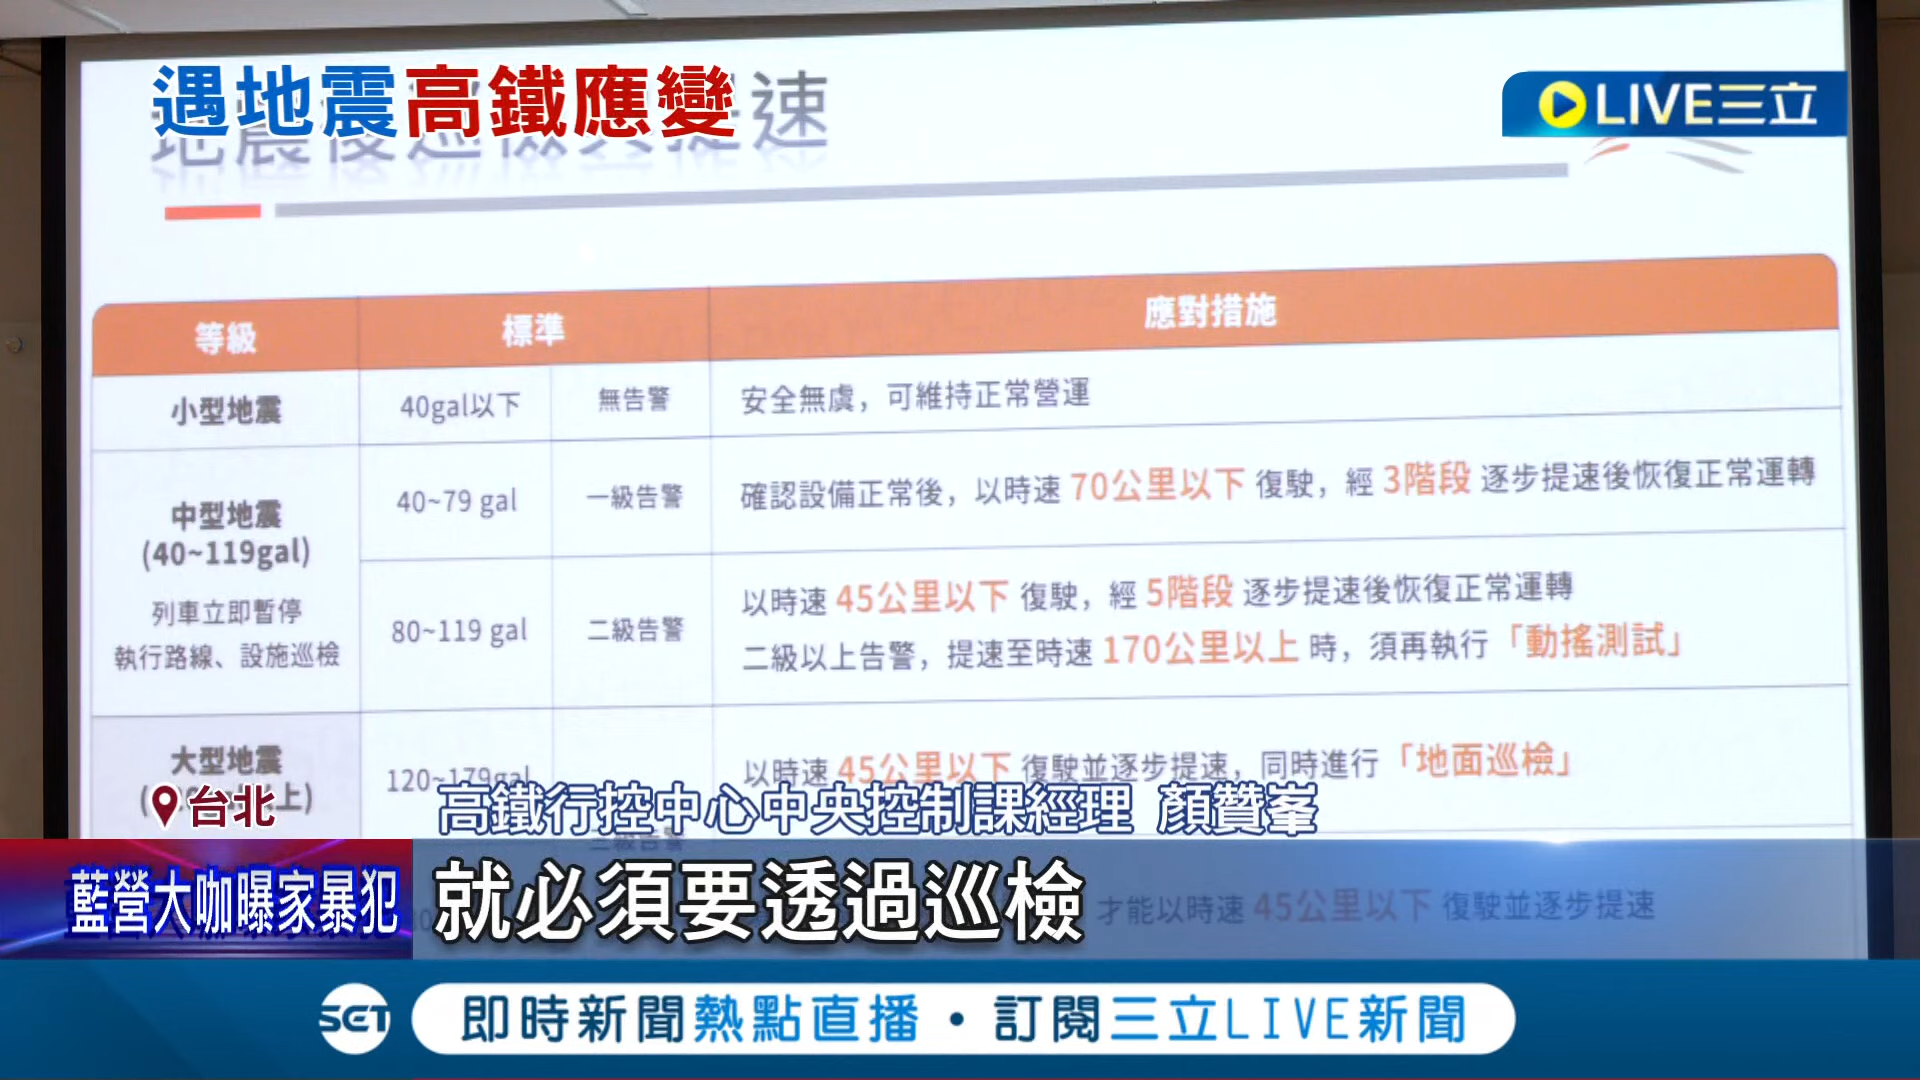 遇地震高鐵應變
速
LIVE三立
等級
標準
應對措施
小型地震
40gal以下
無告警
安全無虞，可維持正常營運
中型地震
(40~119gal)
列車立即暫停
執行路線、設施巡檢
40~79 gal
一級告警
確認設備正常後，以時速 70公里以下 復駛，經 3階段 逐步提速後恢復正常運轉
80~119 gal
二級告警
以時速 45公里以下 復駛，經 5階段 逐步提速後恢復正常運轉
二級以上告警，提速至時速 170公里以上 時，須再執行「動搖測試」
大型地震
上)
120~179gal
以時速 45公里以下 復駛並逐步提速，同時進行「地面巡檢」
才能以時速 45公里以下 復駛並逐步提速
台北
高鐵行控中心中央控制課經理 顏贊峯
藍營大咖曝家暴犯
就必須要透過巡檢
SET
即時新聞熱點直播・訂閱三立LIVE新聞